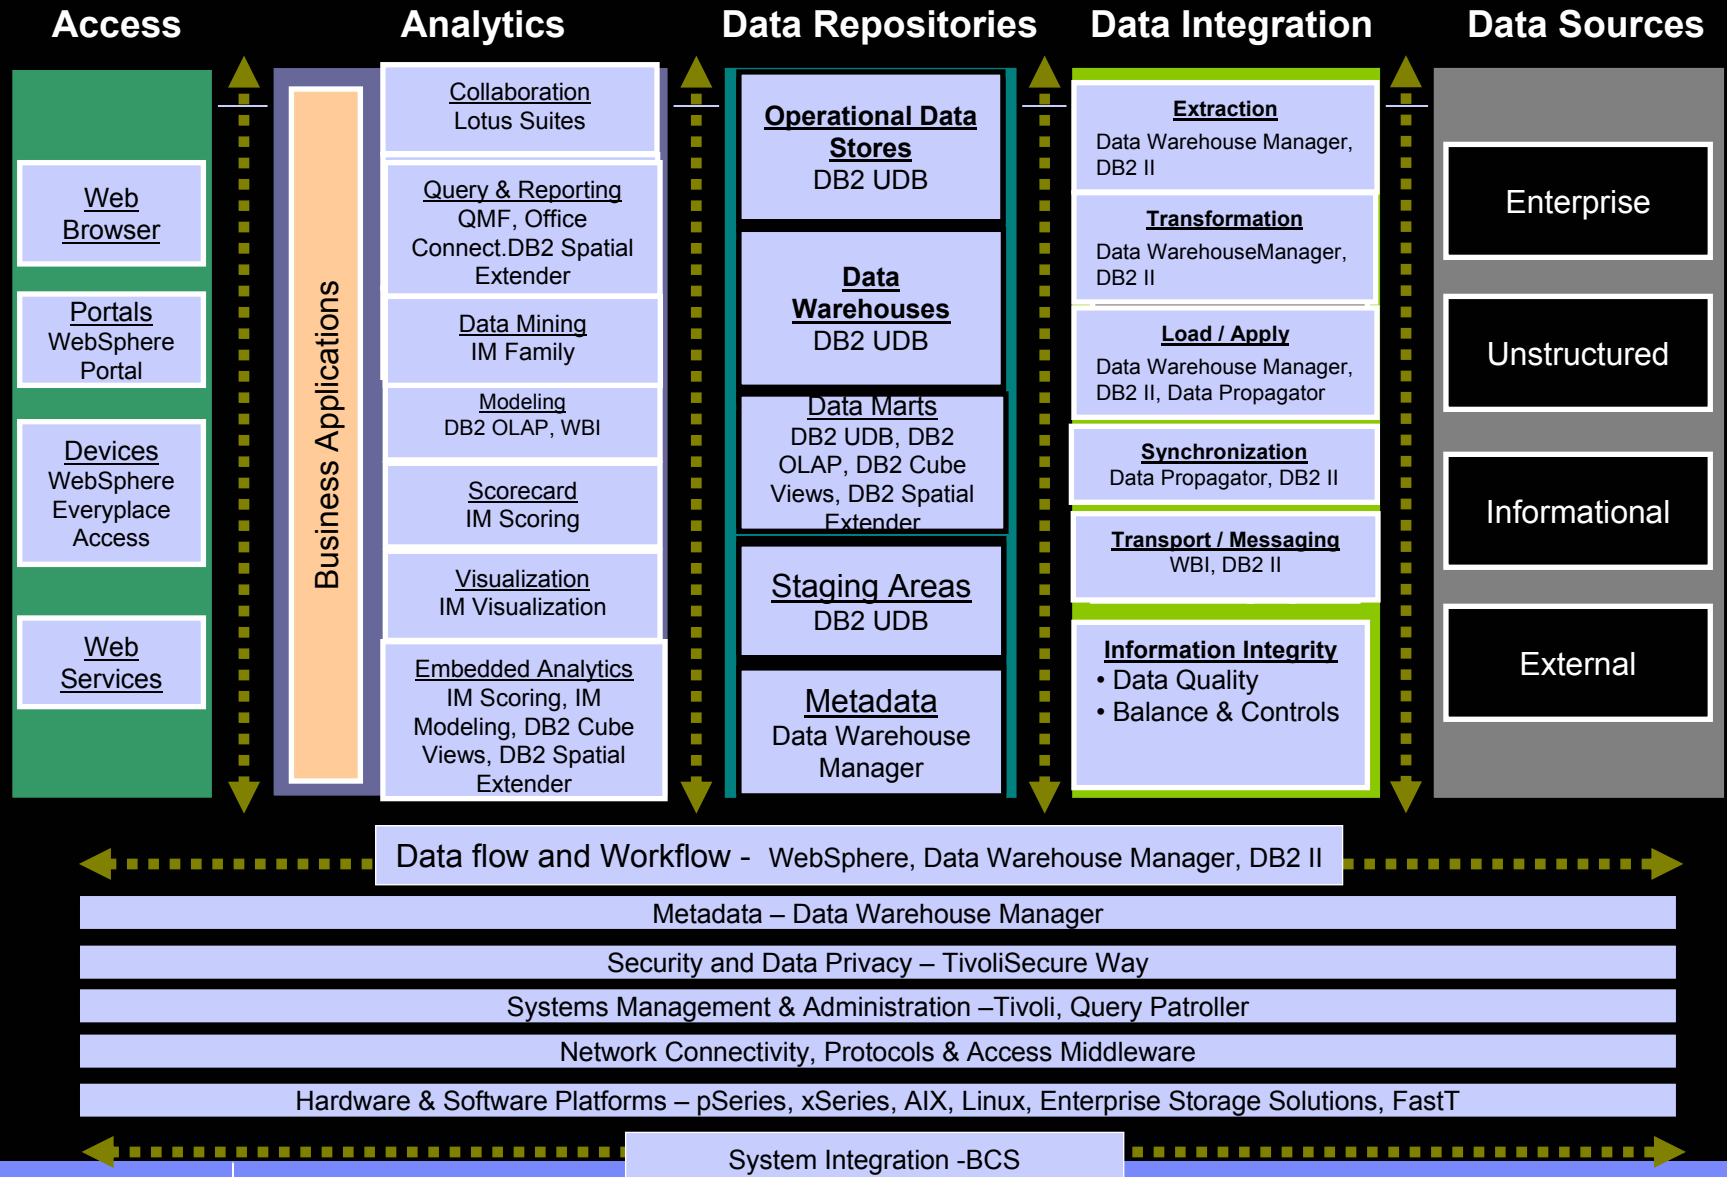 Access
Analytics
Data Repositories
Data Integration
Data Sources
Web
Browser
Portals
WebSphere
Portal
Devices
WebSphere
Everyplace
Access
Web
Services
Business Applications
Collaboration
Lotus Suites
Query & Reporting
QMF, Office
Connect.DB2 Spatial
Extender
Data Mining
IM Family
Modeling
DB2 OLAP, WBI
Scorecard
IM Scoring
Visualization
IM Visualization
Embedded Analytics
IM Scoring, IM
Modeling, DB2 Cube
Views, DB2 Spatial
Extender
Operational Data
Stores
DB2 UDB
Data
Warehouses
DB2 UDB
Data Marts
DB2 UDB, DB2
OLAP, DB2 Cube
Views, DB2 Spatial
Extender
Staging Areas
DB2 UDB
Metadata
Data Warehouse
Manager
Extraction
Data Warehouse Manager,
DB2 II
Transformation
Data WarehouseManager,
DB2 II
Load / Apply
Data Warehouse Manager,
DB2 II, Data Propagator
Synchronization
Data Propagator, DB2 II
Transport / Messaging
WBI, DB2 II
Information Integrity
• Data Quality
• Balance & Controls
Enterprise
Unstructured
Informational
External
Data flow and Workflow - WebSphere, Data Warehouse Manager, DB2 II
Metadata – Data Warehouse Manager
Security and Data Privacy – TivoliSecure Way
Systems Management & Administration –Tivoli, Query Patroller
Network Connectivity, Protocols & Access Middleware
Hardware & Software Platforms – pSeries, xSeries, AIX, Linux, Enterprise Storage Solutions, FastT
System Integration -BCS